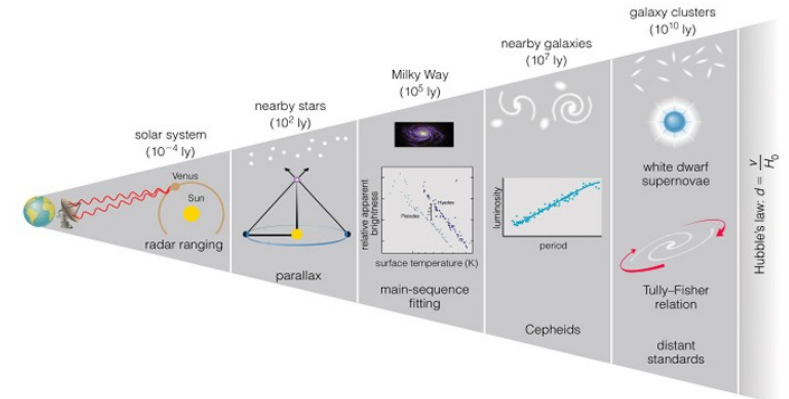 solar system
(10⁻⁴ ly)
Venus
Sun
radar ranging
nearby stars
(10² ly)
parallax
Milky Way
(10⁵ ly)
relative apparent
brightness
Pleiades
Hyades
surface temperature (K)
main-sequence
fitting
nearby galaxies
(10⁷ ly)
luminosity
period
Cepheids
galaxy clusters
(10¹⁰ ly)
white dwarf
supernovae
Tully–Fisher
relation
distant
standards
Hubble's law: d = v/H₀